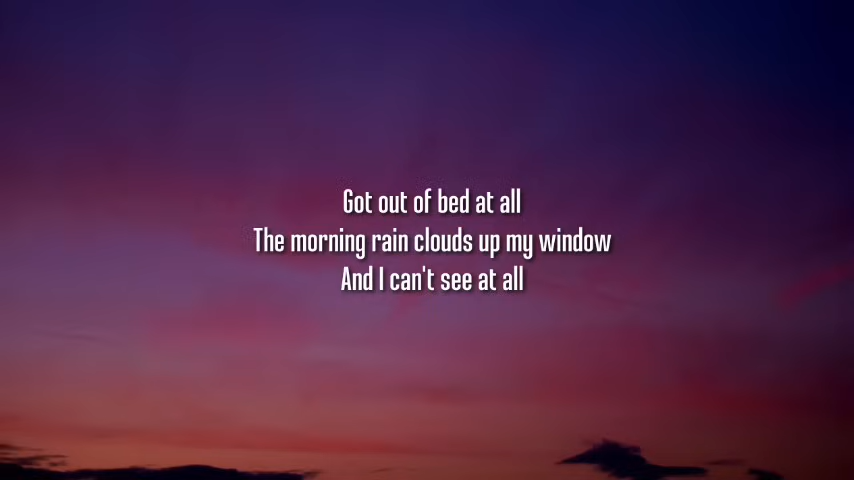 Got out of bed at all
The morning rain clouds up my window
And I can't see at all